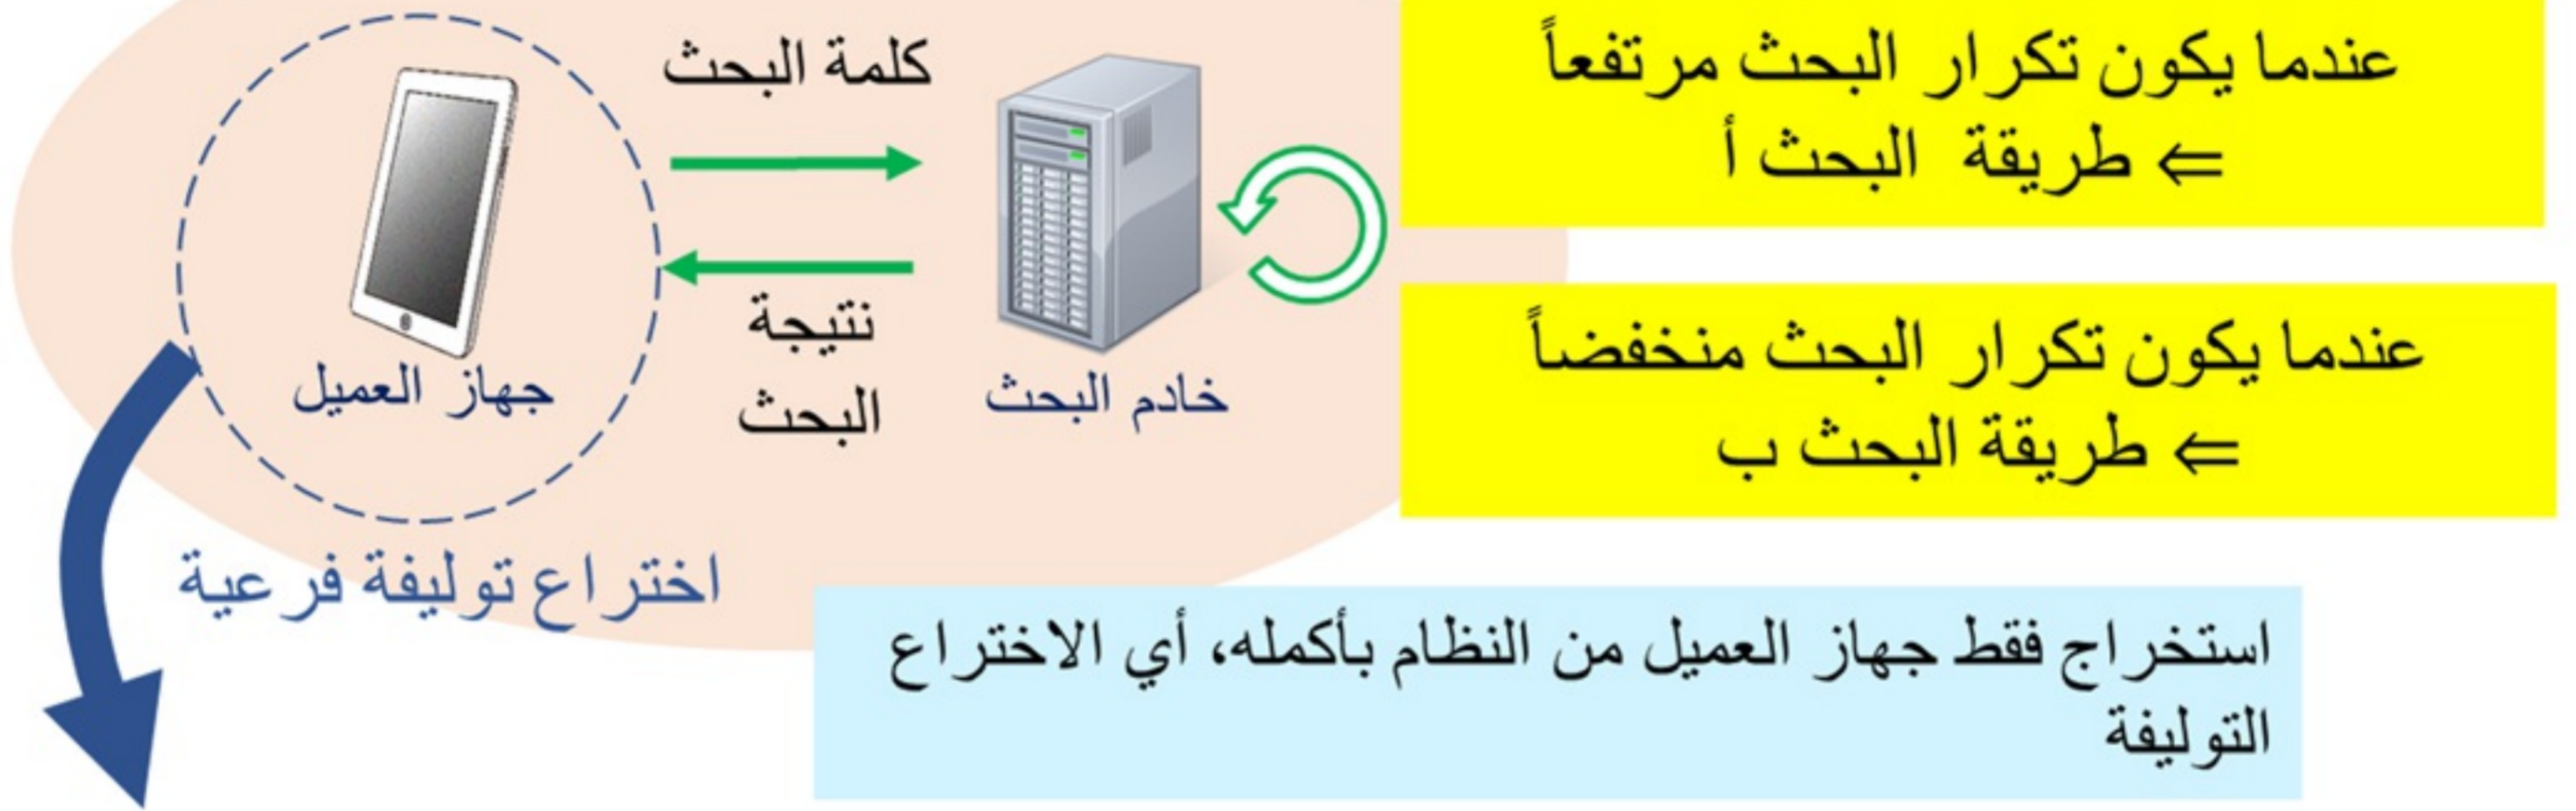 عندما يكون تكرار البحث مرتفعاً
⇐ طريقة البحث أ
كلمة البحث
نتيجة
البحث
خادم البحث
جهاز العميل
عندما يكون تكرار البحث منخفضاً
⇐ طريقة البحث ب
اختراع توليفة فرعية
استخراج فقط جهاز العميل من النظام بأكمله، أي الاختراع
التوليفة